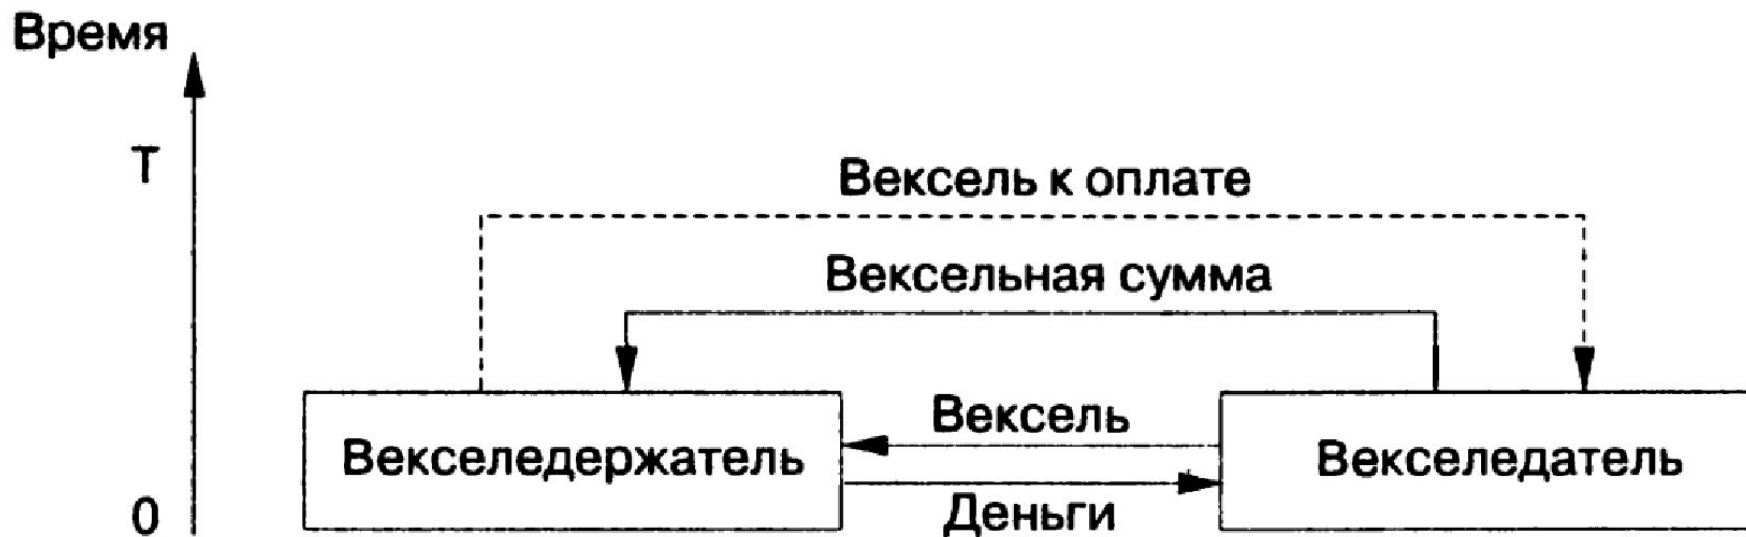 Время
Т
Вексель к оплате
Вексельная сумма
Вексель
Векселедержатель
Векселедатель
Деньги
0